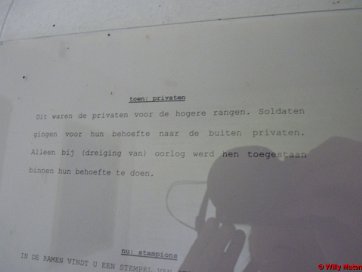 toen: privaten
Dit waren de privaten voor de hogere rangen. Soldaten
gingen voor hun behoefte naar de buiten privaten.
Alleen bij (dreiging van) oorlog werd hen toegestaan
binnen hun behoefte te doen.
nu: stempels
IN DE RAMEN VINDT U EEN STEMPEL VAN
© Willy